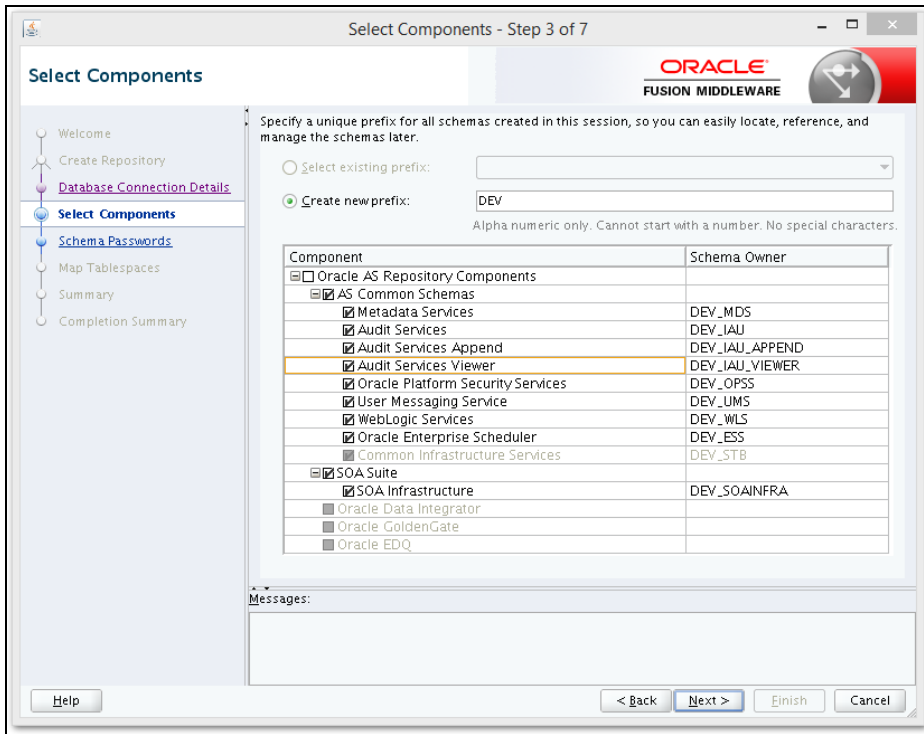 Select Components - Step 3 of 7
Select Components
ORACLE
FUSION MIDDLEWARE
Welcome
Create Repository
Database Connection Details
Select Components
Schema Passwords
Map Tablespaces
Summary
Completion Summary
Specify a unique prefix for all schemas created in this session, so you can easily locate, reference, and
manage the schemas later.
Select existing prefix:
Create new prefix: DEV
Alpha numeric only. Cannot start with a number. No special characters.
Component Schema Owner
Oracle AS Repository Components
AS Common Schemas
Metadata Services DEV_MDS
Audit Services DEV_IAU
Audit Services Append DEV_IAU_APPEND
Audit Services Viewer DEV_IAU_VIEWER
Oracle Platform Security Services DEV_OPSS
User Messaging Service DEV_UMS
WebLogic Services DEV_WLS
Oracle Enterprise Scheduler DEV_ESS
Common Infrastructure Services DEV_STB
SOA Suite
SOA Infrastructure DEV_SOAINFRA
Oracle Data Integrator
Oracle GoldenGate
Oracle EDQ
Messages:
Help < Back Next > Finish Cancel